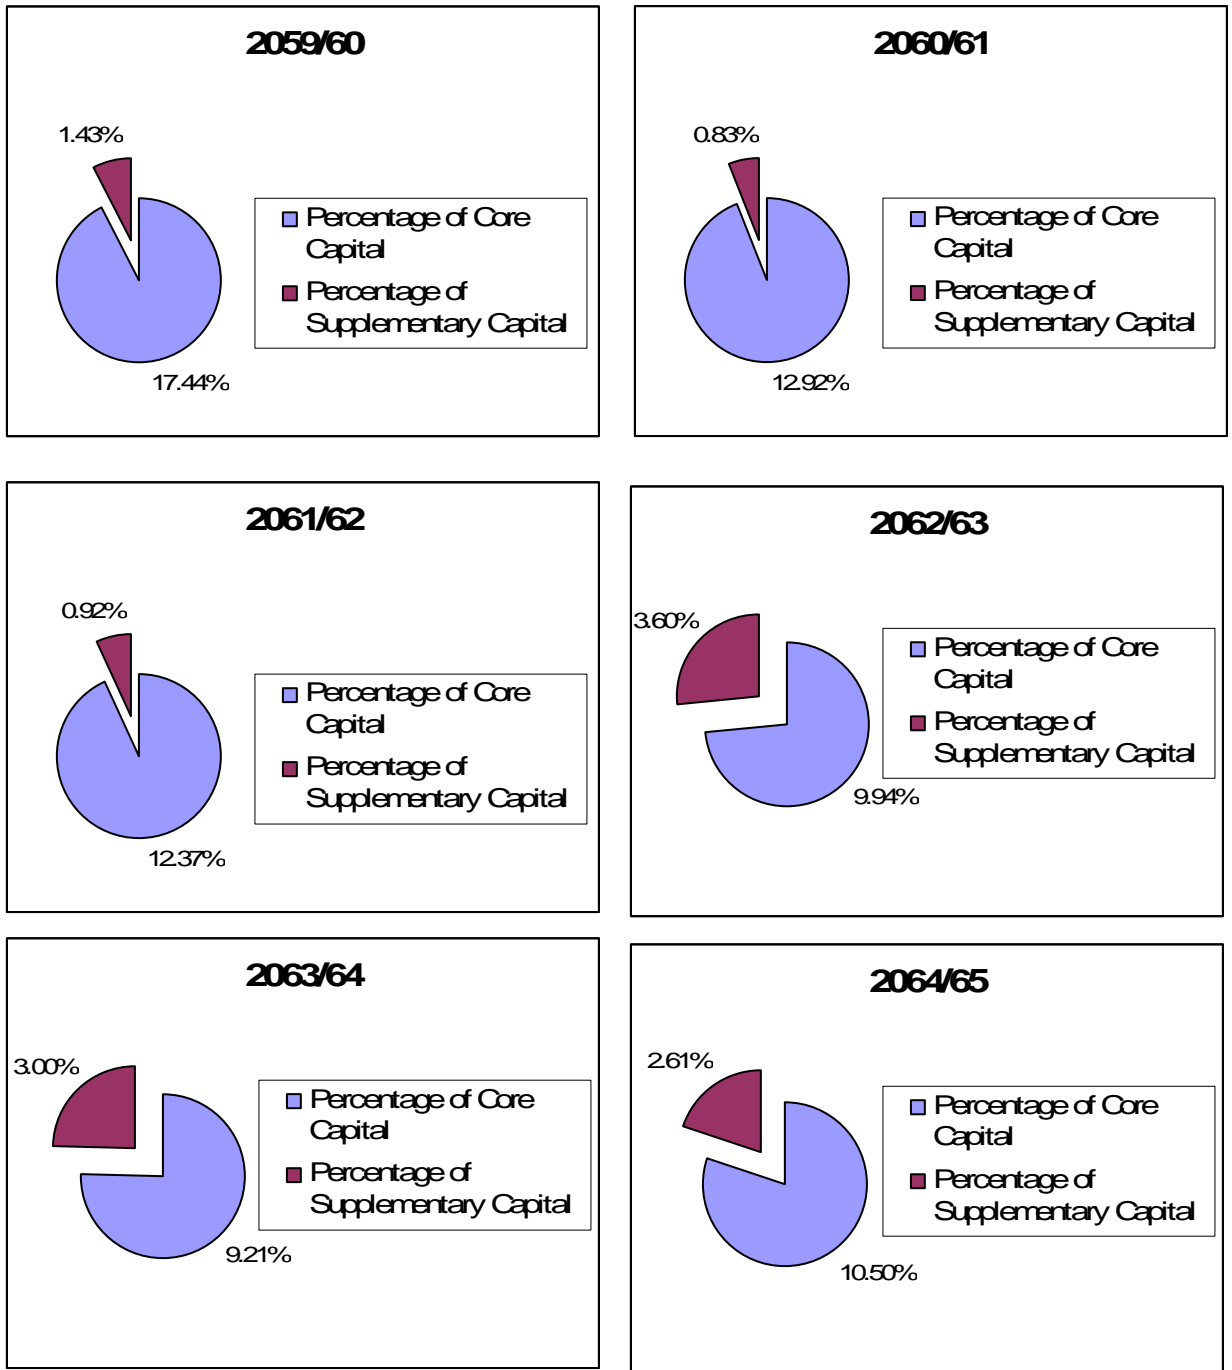 2059/60
1.43%
Percentage of Core
Capital
Percentage of
Supplementary Capital
17.44%
2060/61
0.83%
Percentage of Core
Capital
Percentage of
Supplementary Capital
12.92%
2061/62
0.92%
Percentage of Core
Capital
Percentage of
Supplementary Capital
12.37%
2062/63
3.60%
Percentage of Core
Capital
Percentage of
Supplementary Capital
9.94%
2063/64
3.00%
Percentage of Core
Capital
Percentage of
Supplementary Capital
9.21%
2064/65
2.61%
Percentage of Core
Capital
Percentage of
Supplementary Capital
10.50%